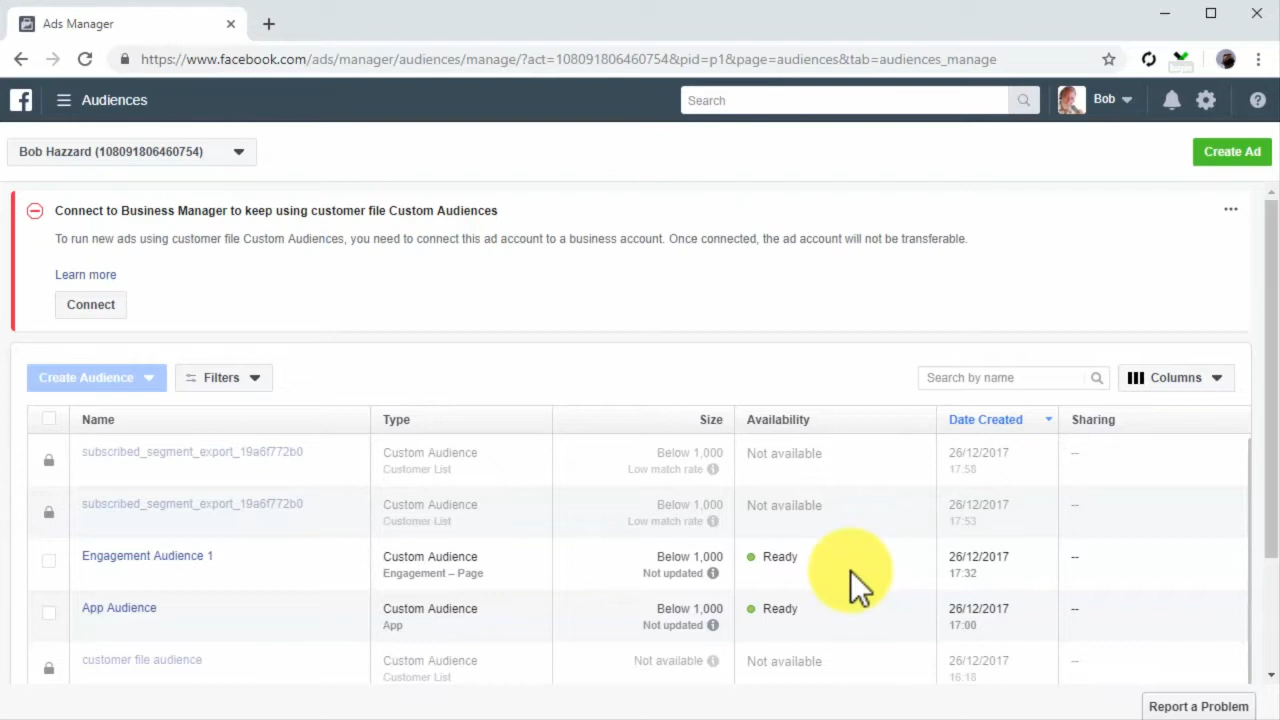 Ads Manager
https://www.facebook.com/ads/manager/audiences/manage/?act=108091806460754&pid=p1&page=audiences&tab=audiences_manage
Audiences
Search
Bob
Bob Hazzard (108091806460754)
Create Ad
Connect to Business Manager to keep using customer file Custom Audiences
To run new ads using customer file Custom Audiences, you need to connect this ad account to a business account. Once connected, the ad account will not be transferable.
Learn more
Connect
Create Audience
Filters
Search by name
Columns
Name Type Size Availability Date Created Sharing
subscribed_segment_export_19a6f772b0 Custom Audience Below 1,000 Not available 26/12/2017 --
Customer List Low match rate 17:58
subscribed_segment_export_19a6f772b0 Custom Audience Below 1,000 Not available 26/12/2017 --
Customer List Low match rate 17:53
Engagement Audience 1 Custom Audience Below 1,000 Ready 26/12/2017 --
Engagement – Page Not updated 17:32
App Audience Custom Audience Below 1,000 Ready 26/12/2017 --
App Not updated 17:00
customer file audience Custom Audience Not available Not available 26/12/2017 --
Customer List 16:18
Report a Problem